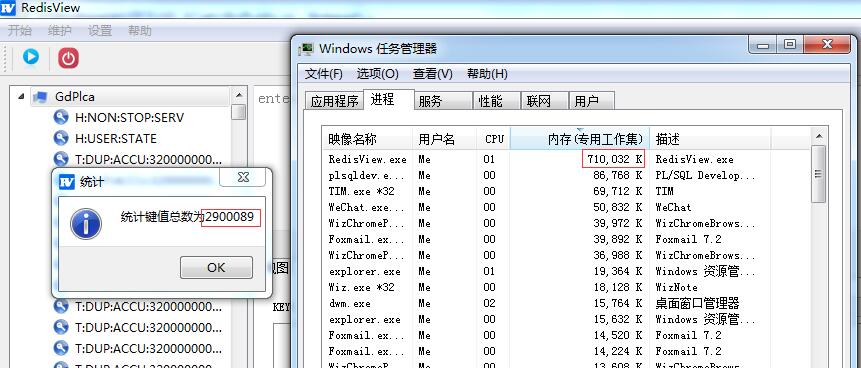 RedisView
开始 维护 设置 帮助
GdPlca
H:NON:STOP:SERV
H:USER:STATE
T:DUP:ACCU:320000000...
统计
统计键值总数为2900089
OK
T:DUP:ACCU:320000000...
T:DUP:ACCU:320000000...
T:DUP:ACCU:320000000...
T:DUP:ACCU:320000000...
ente
图
KEY
Windows 任务管理器
文件(F) 选项(O) 查看(V) 帮助(H)
应用程序 进程 服务 性能 联网 用户
映像名称 用户名 CPU 内存(专用工作集) 描述
RedisView.exe Me 01 710,032 K RedisView.exe
plsqldev.e... Me 00 86,768 K PL/SQL Develop...
TIM.exe *32 Me 00 69,712 K TIM
WeChat.exe... Me 00 50,832 K WeChat
WizChromeP... Me 00 39,972 K WizChromeBrows...
Foxmail.ex... Me 00 39,892 K Foxmail 7.2
WizChromeP... Me 00 36,988 K WizChromeBrows...
explorer.exe Me 01 19,364 K Windows 资源管...
Wiz.exe *32 Me 00 18,128 K WizNote
dwm.exe Me 02 15,764 K 桌面窗口管理器
explorer.exe Me 00 15,632 K Windows 资源管...
Foxmail.ex... Me 00 14,520 K Foxmail 7.2
Foxmail.ex... Me 00 14,224 K Foxmail 7.2
WizChromeP... Me 00 13,608 K WizChromeBrows...